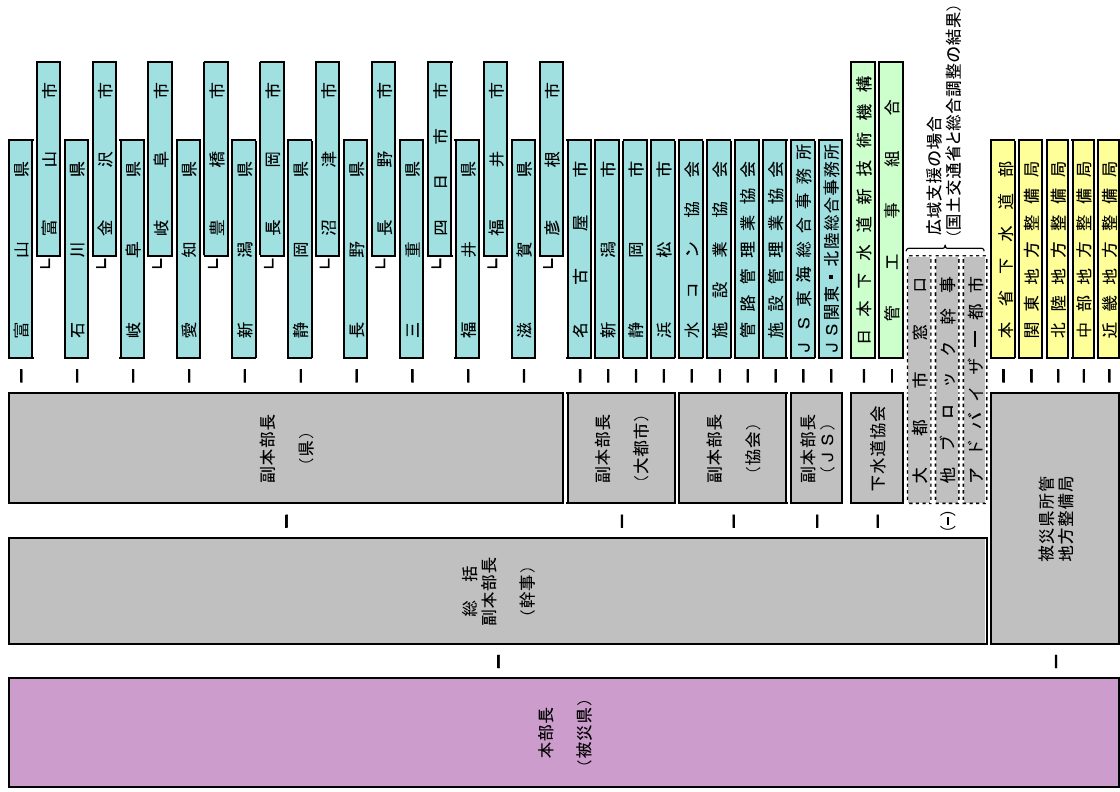 本部長
（被災県）
総　括
副本部長
（幹事）
被災県所管
地方整備局
副本部長
（県）
副本部長
（大都市）
副本部長
（協会）
副本部長
（ＪＳ）
下水道協会
（-）
富山県
富山市
石川県
金沢市
岐阜県
岐阜市
愛知県
豊橋市
新潟県
長岡市
静岡県
沼津市
長野県
長野市
三重県
四日市市
福井県
福井市
滋賀県
彦根市
名古屋市
新潟市
静岡市
浜松市
水コン協会
施設業協会
管路管理業協会
施設管理業協会
ＪＳ東海総合事務所
ＪＳ関東・北陸総合事務所
日本下水道新技術機構
管工事組合
大都市窓口
他ブロック幹事
アドバイザー都市
広域支援の場合
（国土交通省と総合調整の結果）
本省下水道部
関東地方整備局
北陸地方整備局
中部地方整備局
近畿地方整備局